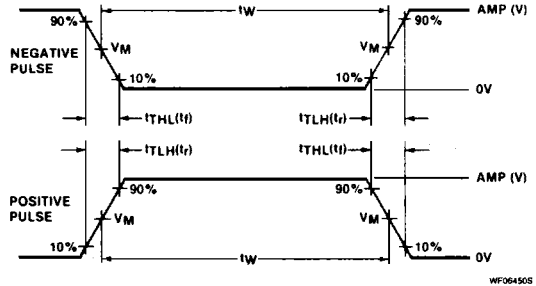 90% tW 90% AMP (V)
NEGATIVE PULSE VM VM
10% 10% 0V
tTHL(tf) tTLH(tr)
tTLH(tr) tTHL(tf)
90% 90% AMP (V)
POSITIVE PULSE VM VM
10% tW 10% 0V
WF06450S